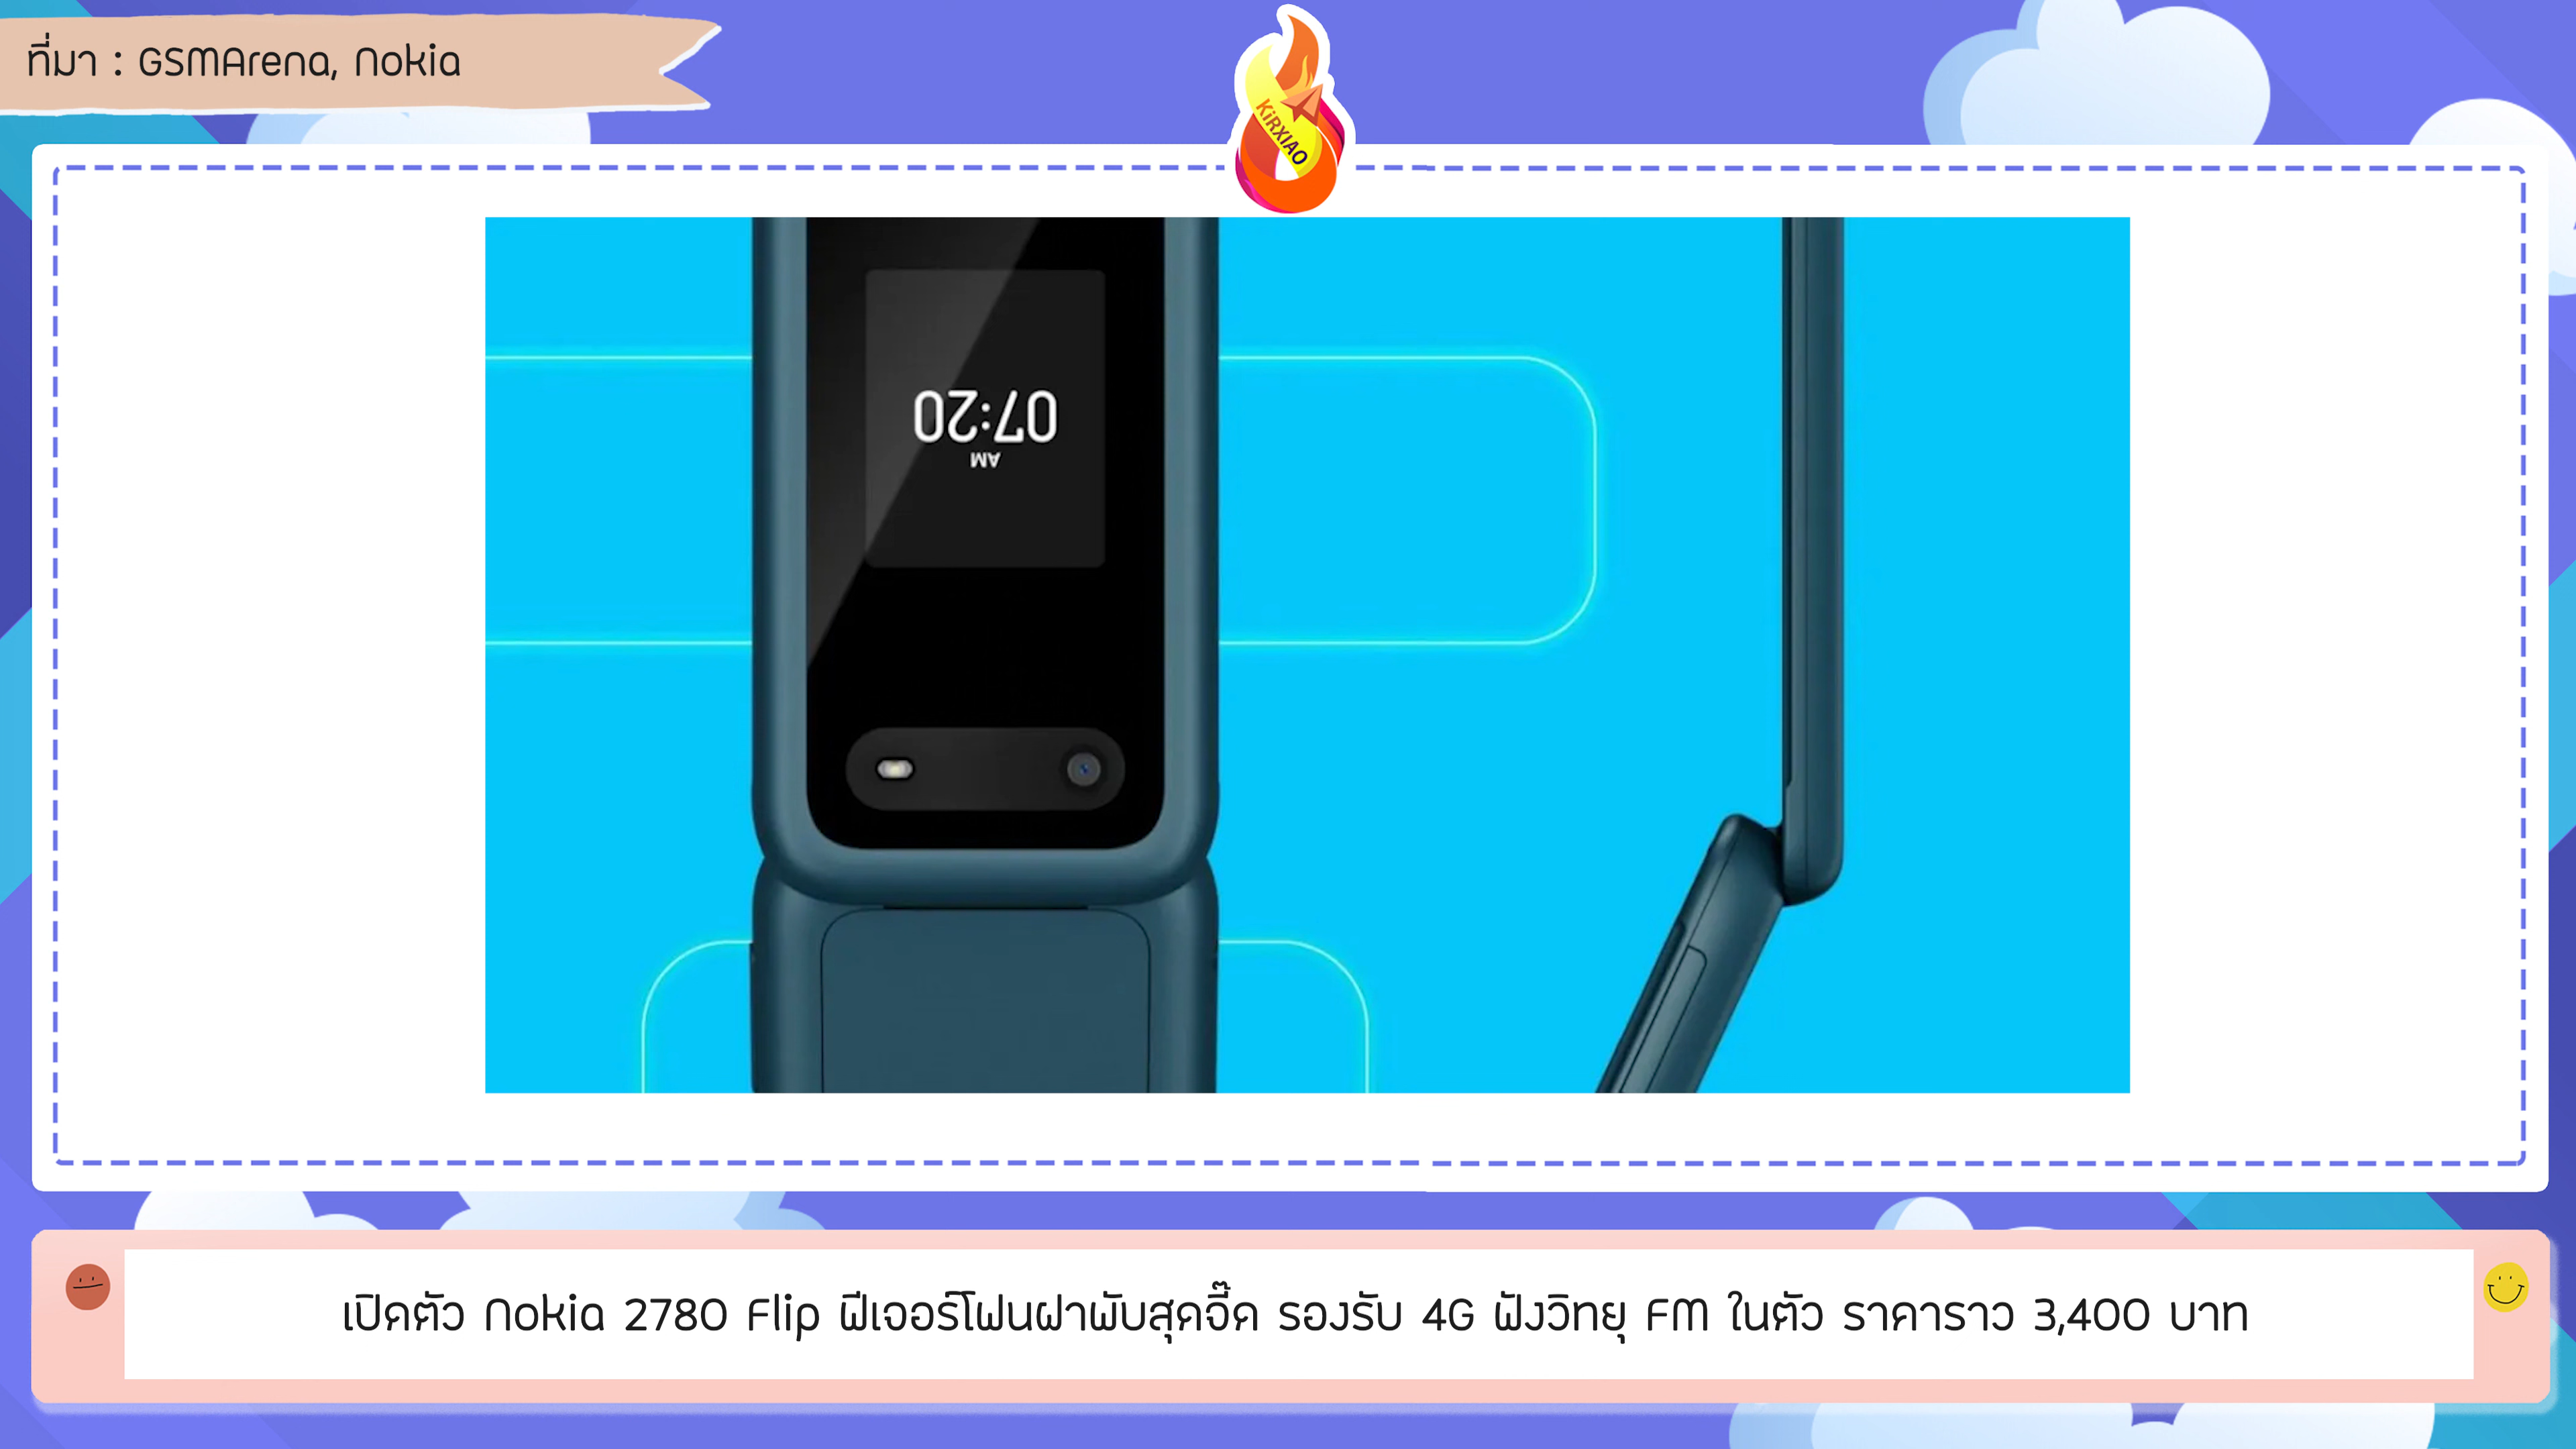 ที่มา : GSMArena, Nokia
KiRXIAO
07:20
AM
เปิดตัว Nokia 2780 Flip ฟีเจอร์โฟนฝาพับสุดจี๊ด รองรับ 4G ฟังวิทยุ FM ในตัว ราคาราว 3,400 บาท